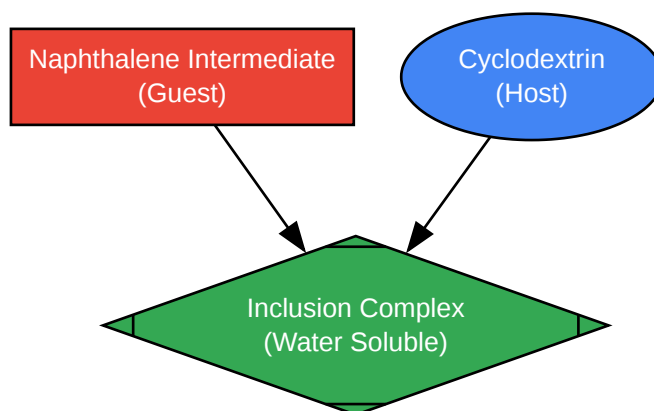 Naphthalene Intermediate
(Guest)
Cyclodextrin
(Host)
Inclusion Complex
(Water Soluble)